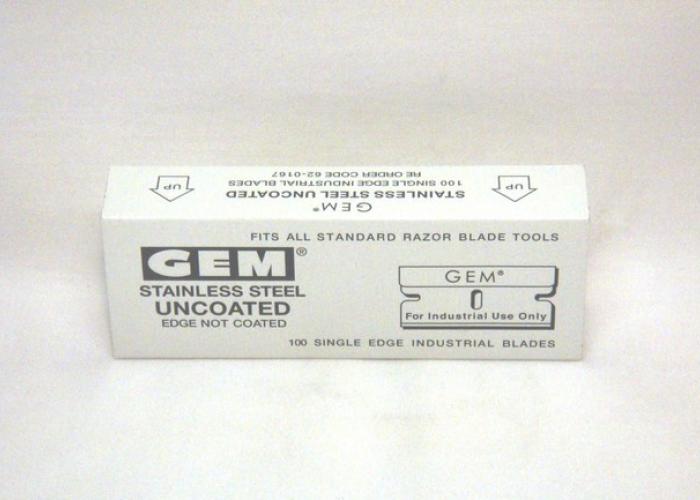 GEM®
STAINLESS STEEL UNCOATED
100 SINGLE EDGE INDUSTRIAL BLADES
RE ORDER CODE 62-0167
UP
UP
FITS ALL STANDARD RAZOR BLADE TOOLS
GEM®
STAINLESS STEEL
UNCOATED
EDGE NOT COATED
GEM®
For Industrial Use Only
100 SINGLE EDGE INDUSTRIAL BLADES